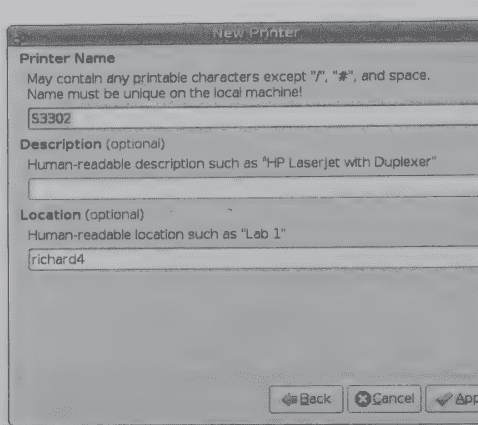 New Printer
Printer Name
May contain any printable characters except "/", "#", and space.
Name must be unique on the local machine!
S3302
Description (optional)
Human-readable description such as "HP LaserJet with Duplexer"
Location (optional)
Human-readable location such as "Lab 1"
richard4
Back Cancel App